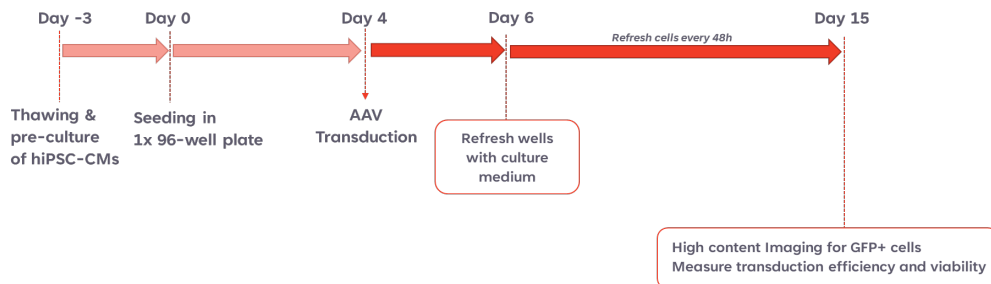 Day -3
Day 0
Day 4
Day 6
Day 15
Refresh cells every 48h
Thawing &
pre-culture
of hiPSC-CMs
Seeding in
1x 96-well plate
AAV
Transduction
Refresh wells
with culture
medium
High content Imaging for GFP+ cells
Measure transduction efficiency and viability